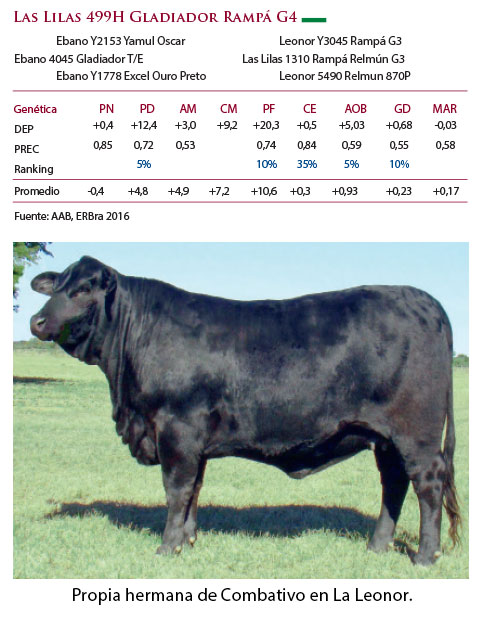 Las Lilas 499H Gladiador Rampá G4
Ebano Y2153 Yamul Oscar Leonor Y3045 Rampá G3
Ebano 4045 Gladiador T/E Las Lilas 1310 Rampá Relmún G3
Ebano Y1778 Excel Ouro Preto Leonor 5490 Relmun 870P
Genética PN PD AM CM PF CE AOB GD MAR
DEP +0,4 +12,4 +3,0 +9,2 +20,3 +0,5 +5,03 +0,68 -0,03
PREC 0,85 0,72 0,53 0,74 0,84 0,59 0,55 0,58
Ranking 5% 10% 35% 5% 10%
Promedio -0,4 +4,8 +4,9 +7,2 +10,6 +0,3 +0,93 +0,23 +0,17
Fuente: AAB, ERBra 2016
Propia hermana de Combativo en La Leonor.